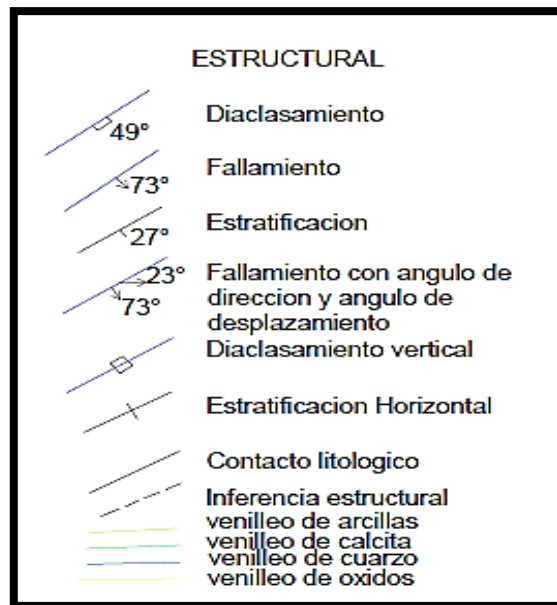 ESTRUCTURAL
49°
Diaclasamiento
73°
Fallamiento
27°
Estratificacion
23°
73°
Fallamiento con angulo de
direccion y angulo de
desplazamiento
Diaclasamiento vertical
Estratificacion Horizontal
Contacto litologico
Inferencia estructural
venilleo de arcillas
venilleo de calcita
venilleo de cuarzo
venilleo de oxidos